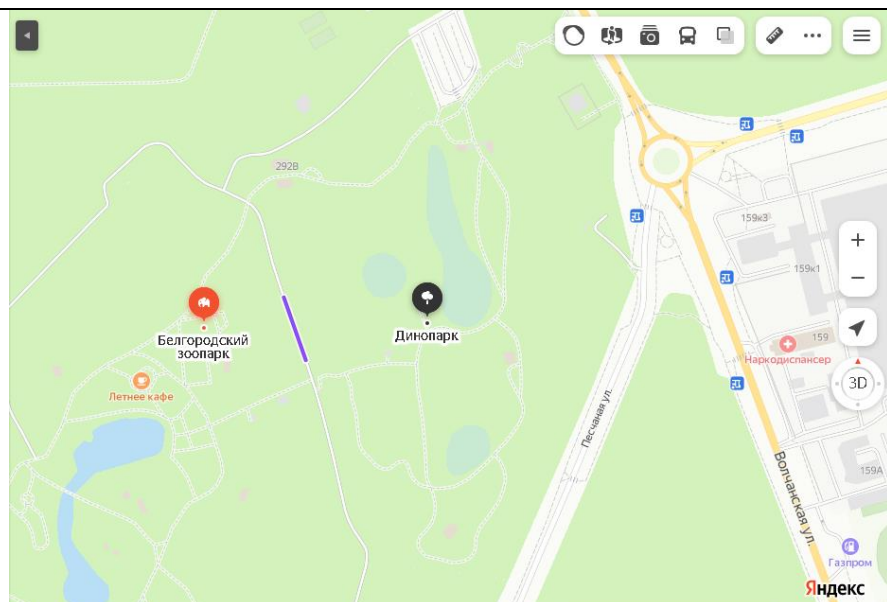 292В
159к3
159к1
Белгородский
зоопарк
Динопарк
159
Наркодиспансер
3D
Летнее кафе
Песчаная ул.
Волчанская ул.
159А
Газпром
Яндекс